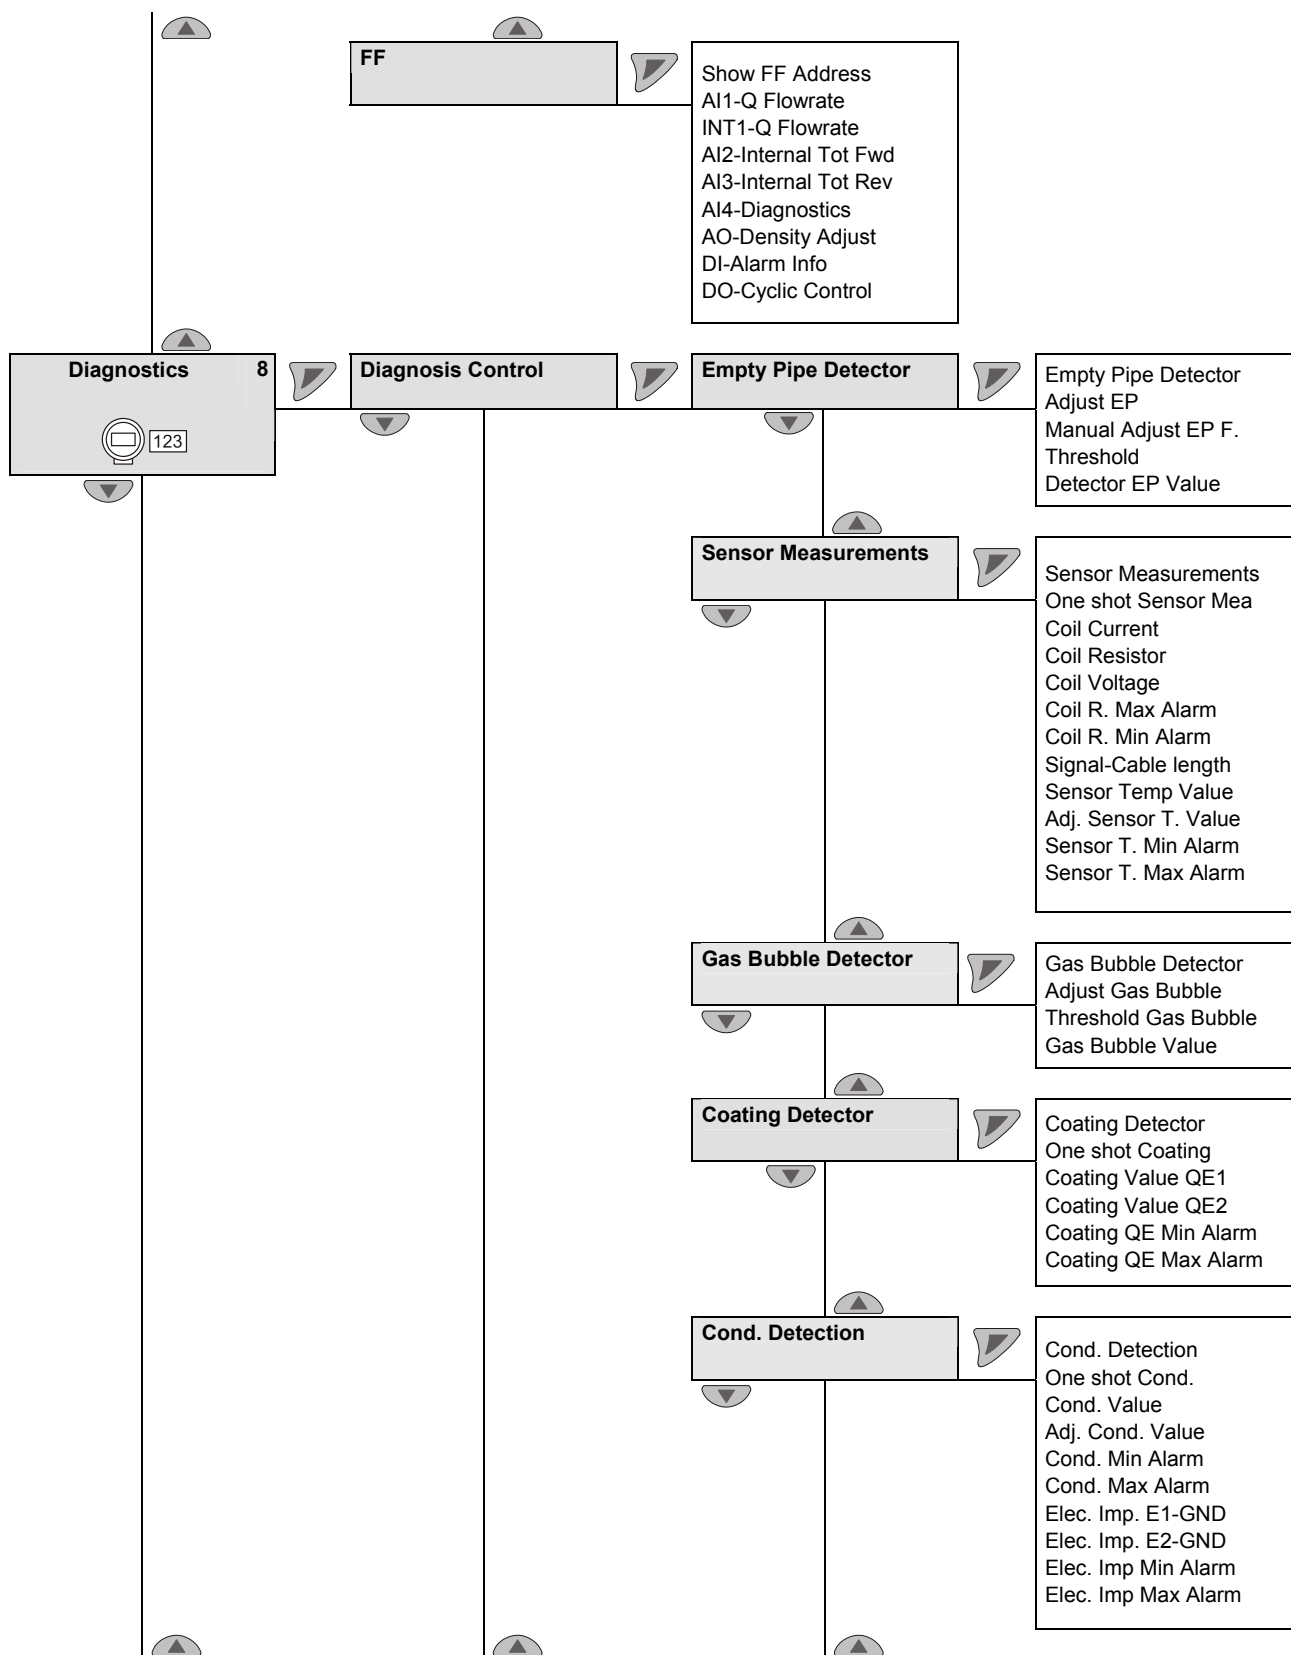 FF
Show FF Address
AI1-Q Flowrate
INT1-Q Flowrate
AI2-Internal Tot Fwd
AI3-Internal Tot Rev
AI4-Diagnostics
AO-Density Adjust
DI-Alarm Info
DO-Cyclic Control
Diagnostics 8
123
Diagnosis Control
Empty Pipe Detector
Empty Pipe Detector
Adjust EP
Manual Adjust EP F.
Threshold
Detector EP Value
Sensor Measurements
Sensor Measurements
One shot Sensor Mea
Coil Current
Coil Resistor
Coil Voltage
Coil R. Max Alarm
Coil R. Min Alarm
Signal-Cable length
Sensor Temp Value
Adj. Sensor T. Value
Sensor T. Min Alarm
Sensor T. Max Alarm
Gas Bubble Detector
Gas Bubble Detector
Adjust Gas Bubble
Threshold Gas Bubble
Gas Bubble Value
Coating Detector
Coating Detector
One shot Coating
Coating Value QE1
Coating Value QE2
Coating QE Min Alarm
Coating QE Max Alarm
Cond. Detection
Cond. Detection
One shot Cond.
Cond. Value
Adj. Cond. Value
Cond. Min Alarm
Cond. Max Alarm
Elec. Imp. E1-GND
Elec. Imp. E2-GND
Elec. Imp Min Alarm
Elec. Imp Max Alarm